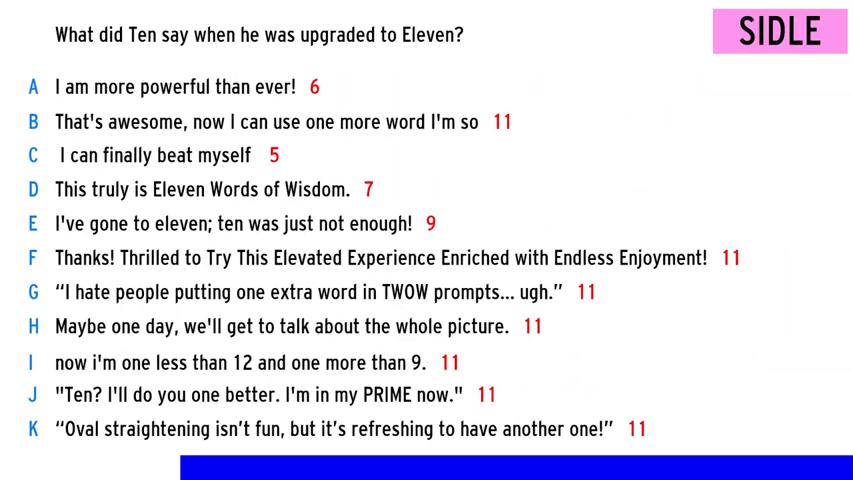 What did Ten say when he was upgraded to Eleven?
SIDLE
A I am more powerful than ever! 6
B That's awesome, now I can use one more word I'm so 11
C I can finally beat myself 5
D This truly is Eleven Words of Wisdom. 7
E I've gone to eleven; ten was just not enough! 9
F Thanks! Thrilled to Try This Elevated Experience Enriched with Endless Enjoyment! 11
G “I hate people putting one extra word in TWOW prompts... ugh.” 11
H Maybe one day, we'll get to talk about the whole picture. 11
I now i'm one less than 12 and one more than 9. 11
J "Ten? I'll do you one better. I'm in my PRIME now." 11
K “Oval straightening isn’t fun, but it’s refreshing to have another one!” 11